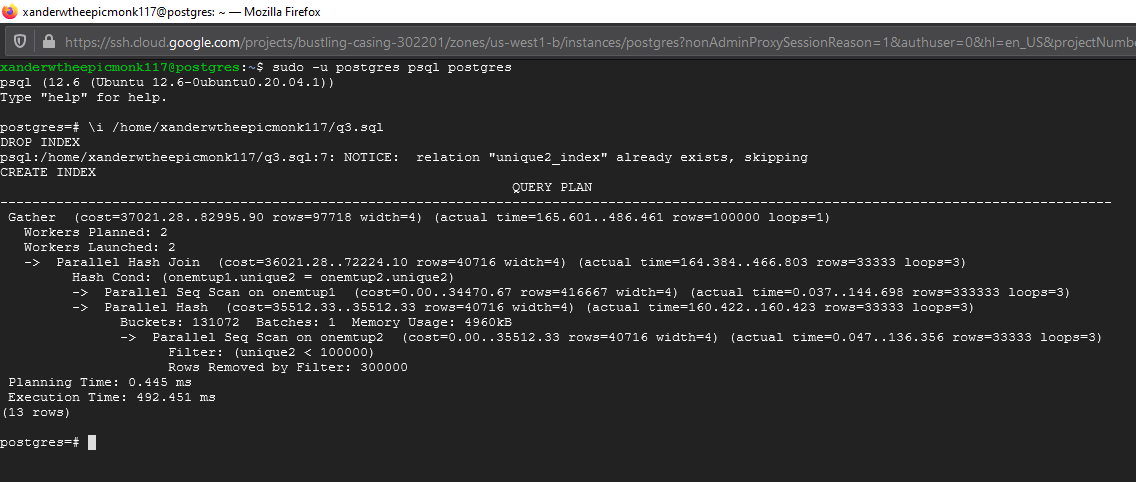 xanderwtheepicmonk117@postgres: ~ — Mozilla Firefox
https://ssh.cloud.google.com/projects/bustling-casing-302201/zones/us-west1-b/instances/postgres?nonAdminProxySessionReason=1&authuser=0&hl=en_US&projectNumbe
xanderwtheepicmonk117@postgres:~$ sudo -u postgres psql postgres
psql (12.6 (Ubuntu 12.6-0ubuntu0.20.04.1))
Type "help" for help.
postgres=# \i /home/xanderwtheepicmonk117/q3.sql
DROP INDEX
psql:/home/xanderwtheepicmonk117/q3.sql:7: NOTICE:  relation "unique2_index" already exists, skipping
CREATE INDEX
QUERY PLAN
---------------------------------------------------------------------------------------------------------------------------------------------
Gather  (cost=37021.28..82995.90 rows=97718 width=4) (actual time=165.601..486.461 rows=100000 loops=1)
Workers Planned: 2
Workers Launched: 2
->  Parallel Hash Join  (cost=36021.28..72224.10 rows=40716 width=4) (actual time=164.384..466.803 rows=33333 loops=3)
Hash Cond: (onemtup1.unique2 = onemtup2.unique2)
->  Parallel Seq Scan on onemtup1  (cost=0.00..34470.67 rows=416667 width=4) (actual time=0.037..144.698 rows=333333 loops=3)
->  Parallel Hash  (cost=35512.33..35512.33 rows=40716 width=4) (actual time=160.422..160.423 rows=33333 loops=3)
Buckets: 131072  Batches: 1  Memory Usage: 4960kB
->  Parallel Seq Scan on onemtup2  (cost=0.00..35512.33 rows=40716 width=4) (actual time=0.047..136.356 rows=33333 loops=3)
Filter: (unique2 < 100000)
Rows Removed by Filter: 300000
Planning Time: 0.445 ms
Execution Time: 492.451 ms
(13 rows)
postgres=#